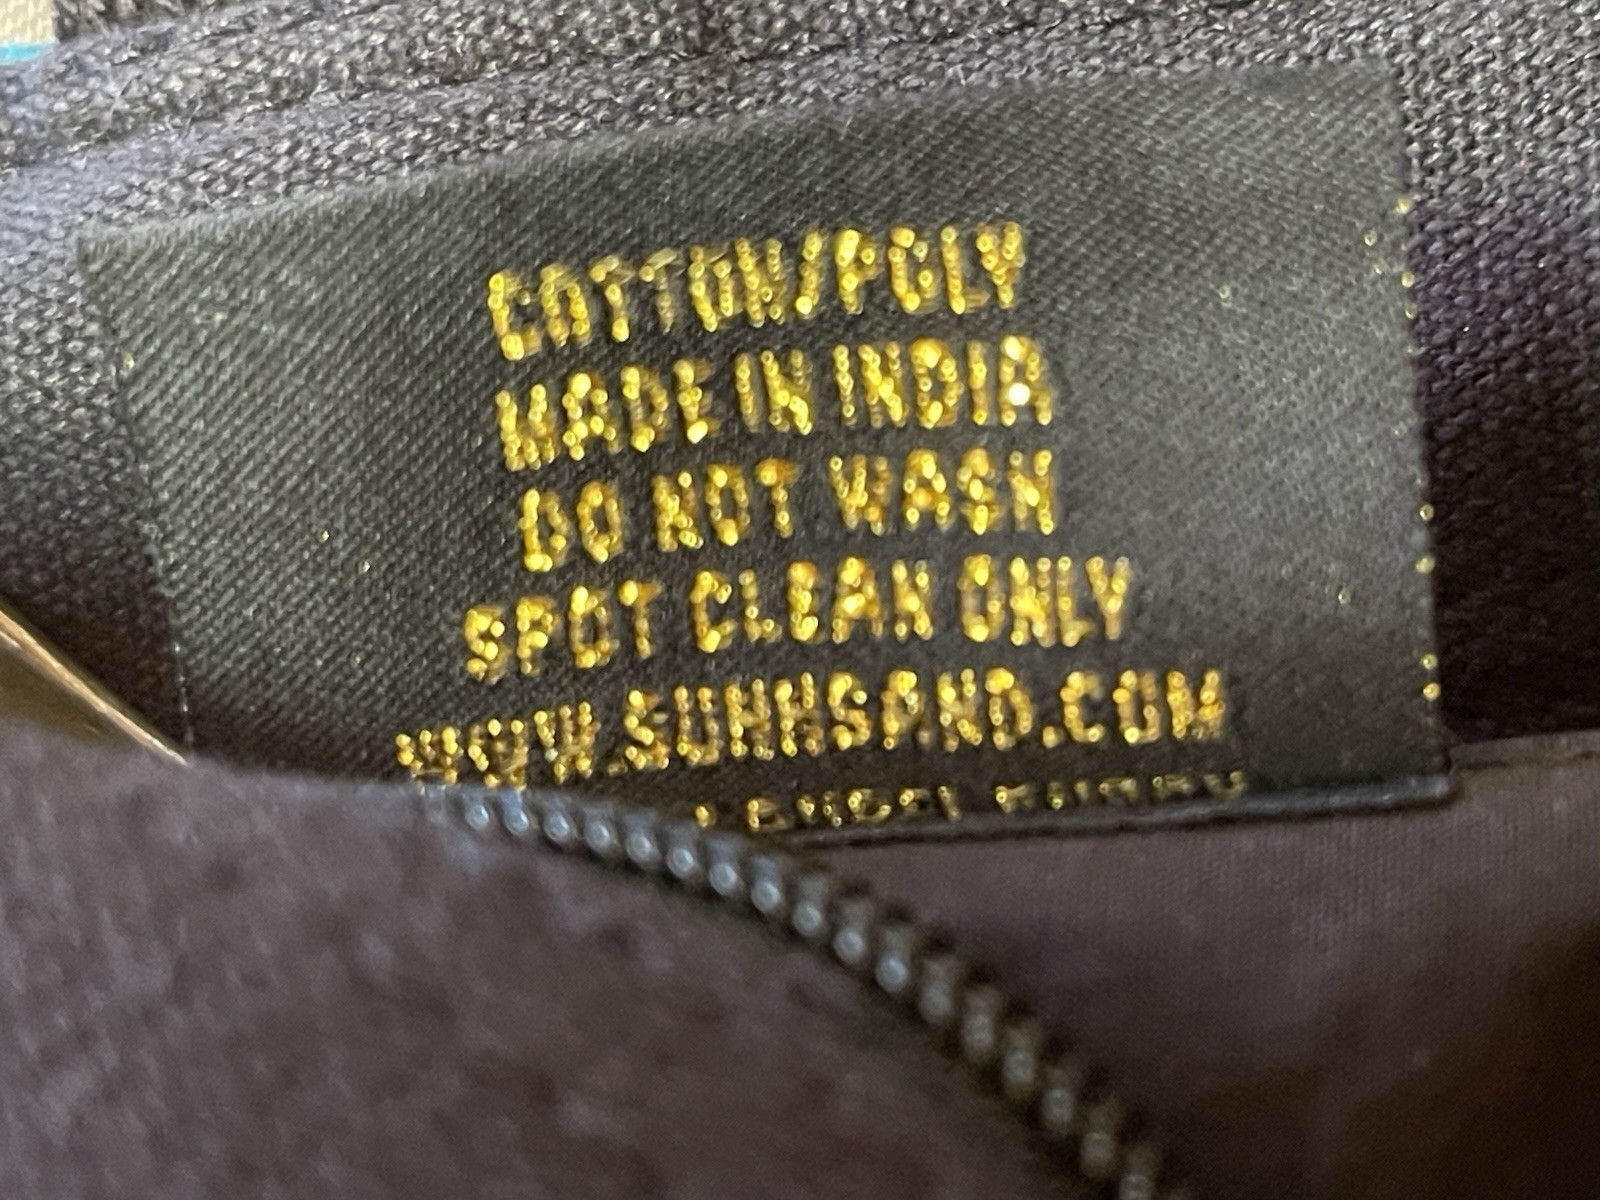 COTTON/POLY
MADE IN INDIA
DO NOT WASH
SPOT CLEAN ONLY
WWW.SUNNSAND.COM